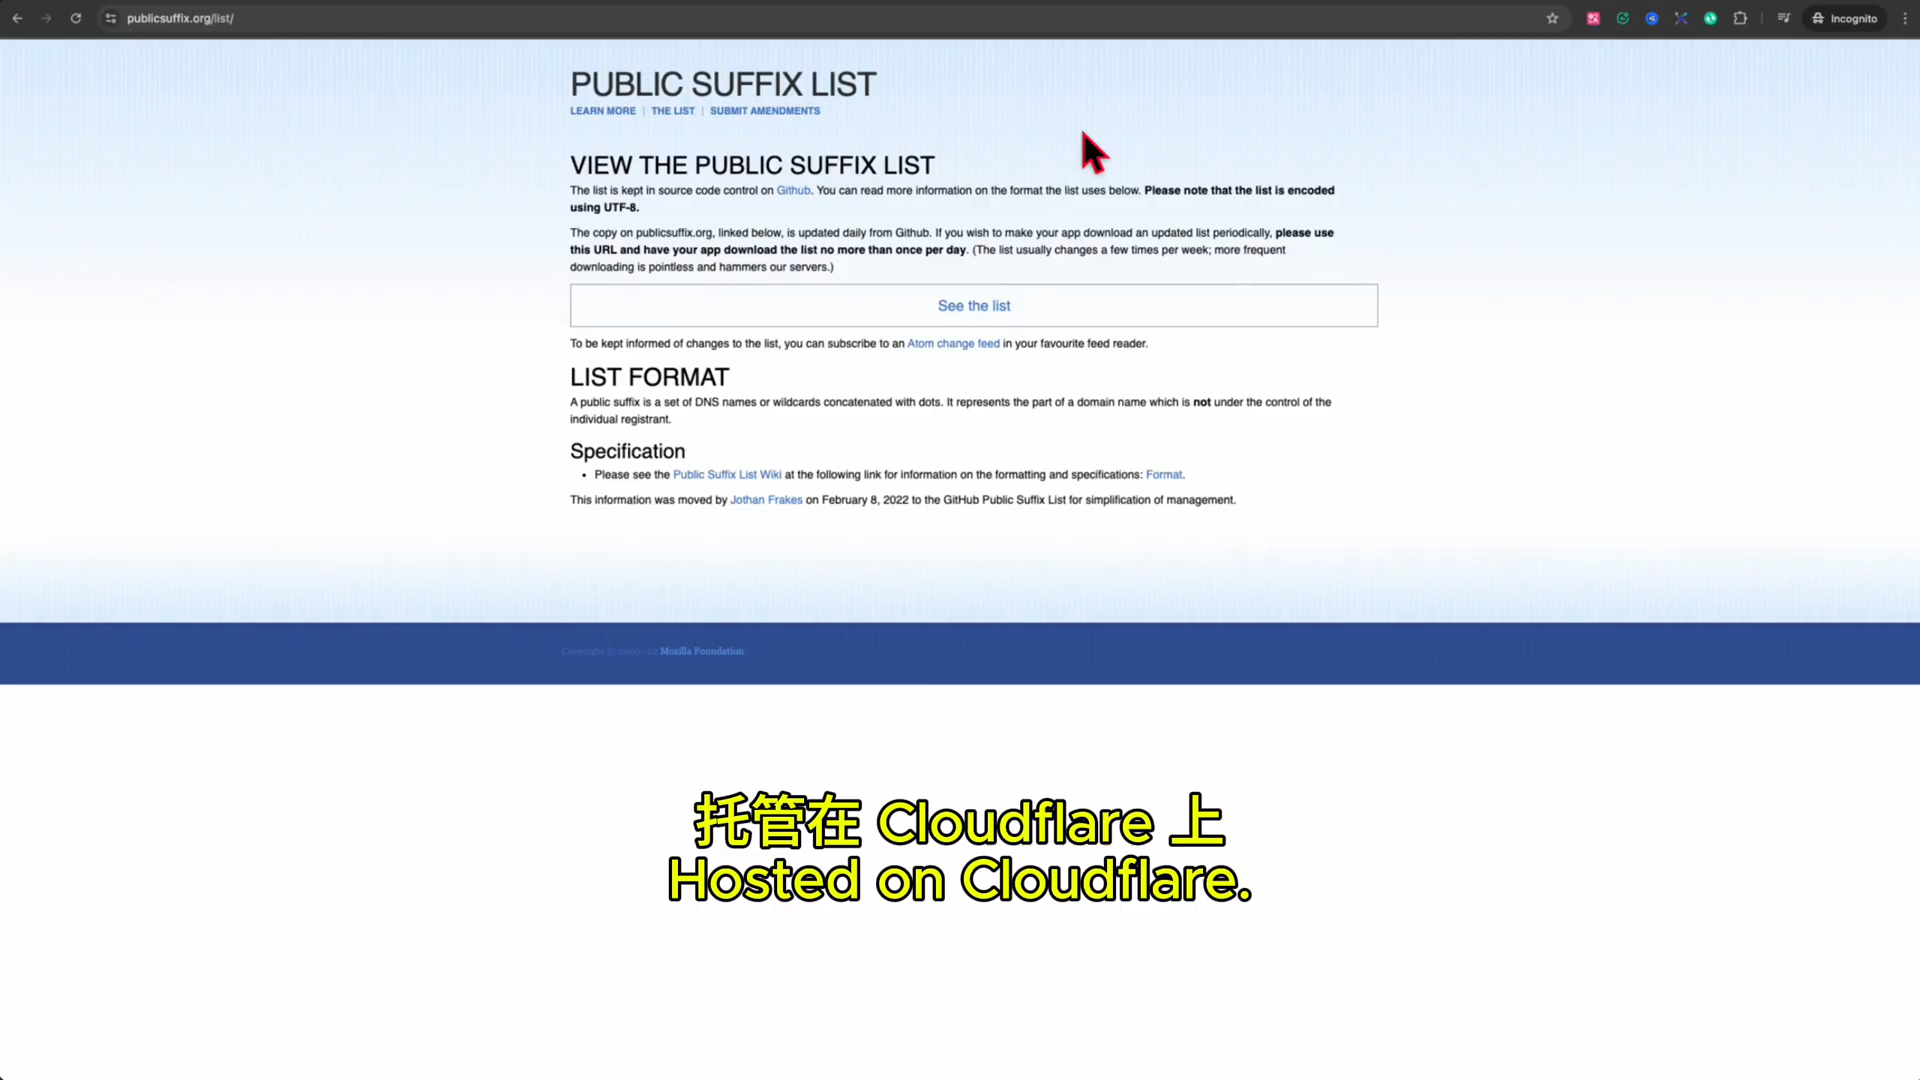 publicsuffix.org/list/
Incognito
PUBLIC SUFFIX LIST
LEARN MORE | THE LIST | SUBMIT AMENDMENTS
VIEW THE PUBLIC SUFFIX LIST
The list is kept in source code control on Github. You can read more information on the format the list uses below. Please note that the list is encoded
using UTF-8.
The copy on publicsuffix.org, linked below, is updated daily from Github. If you wish to make your app download an updated list periodically, please use
this URL and have your app download the list no more than once per day. (The list usually changes a few times per week; more frequent
downloading is pointless and hammers our servers.)
See the list
To be kept informed of changes to the list, you can subscribe to an Atom change feed in your favourite feed reader.
LIST FORMAT
A public suffix is a set of DNS names or wildcards concatenated with dots. It represents the part of a domain name which is not under the control of the
individual registrant.
Specification
• Please see the Public Suffix List Wiki at the following link for information on the formatting and specifications: Format.
This information was moved by Jothan Frakes on February 8, 2022 to the GitHub Public Suffix List for simplification of management.
Copyright © Mozilla Foundation
托管在 Cloudflare 上
Hosted on Cloudflare.